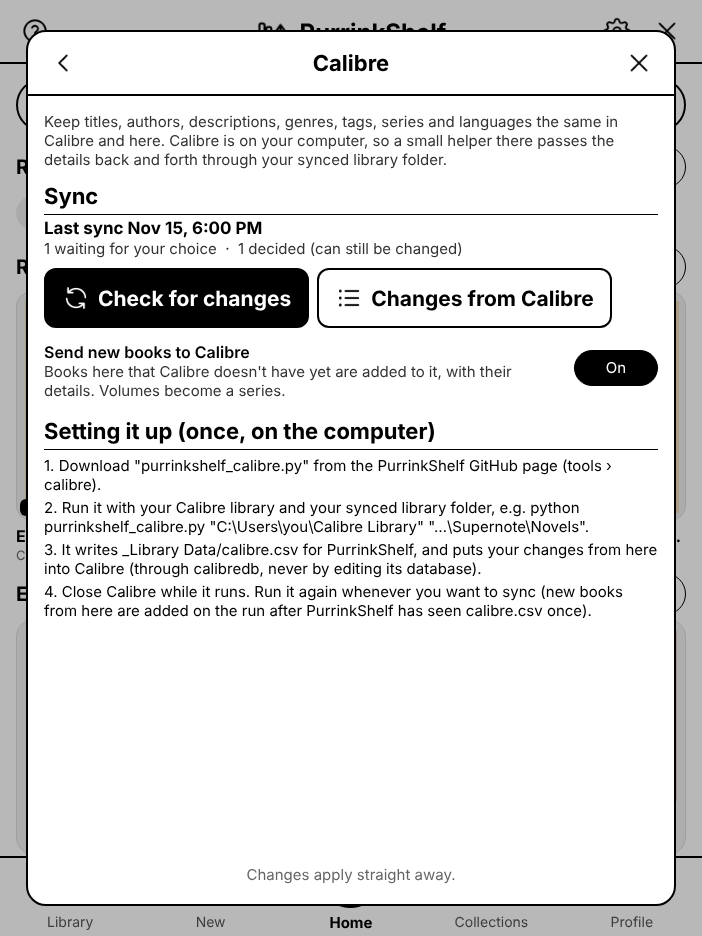 PurrinkShelf
Calibre
Keep titles, authors, descriptions, genres, tags, series and languages the same in
Calibre and here. Calibre is on your computer, so a small helper there passes the
details back and forth through your synced library folder.
Sync
Last sync Nov 15, 6:00 PM
1 waiting for your choice · 1 decided (can still be changed)
Check for changes
Changes from Calibre
Send new books to Calibre
Books here that Calibre doesn't have yet are added to it, with their
details. Volumes become a series.
On
Setting it up (once, on the computer)
1. Download "purrinkshelf_calibre.py" from the PurrinkShelf GitHub page (tools ›
calibre).
2. Run it with your Calibre library and your synced library folder, e.g. python
purrinkshelf_calibre.py "C:\Users\you\Calibre Library" "...\Supernote\Novels".
3. It writes _Library Data/calibre.csv for PurrinkShelf, and puts your changes from here
into Calibre (through calibredb, never by editing its database).
4. Close Calibre while it runs. Run it again whenever you want to sync (new books
from here are added on the run after PurrinkShelf has seen calibre.csv once).
Changes apply straight away.
Library
New
Home
Collections
Profile